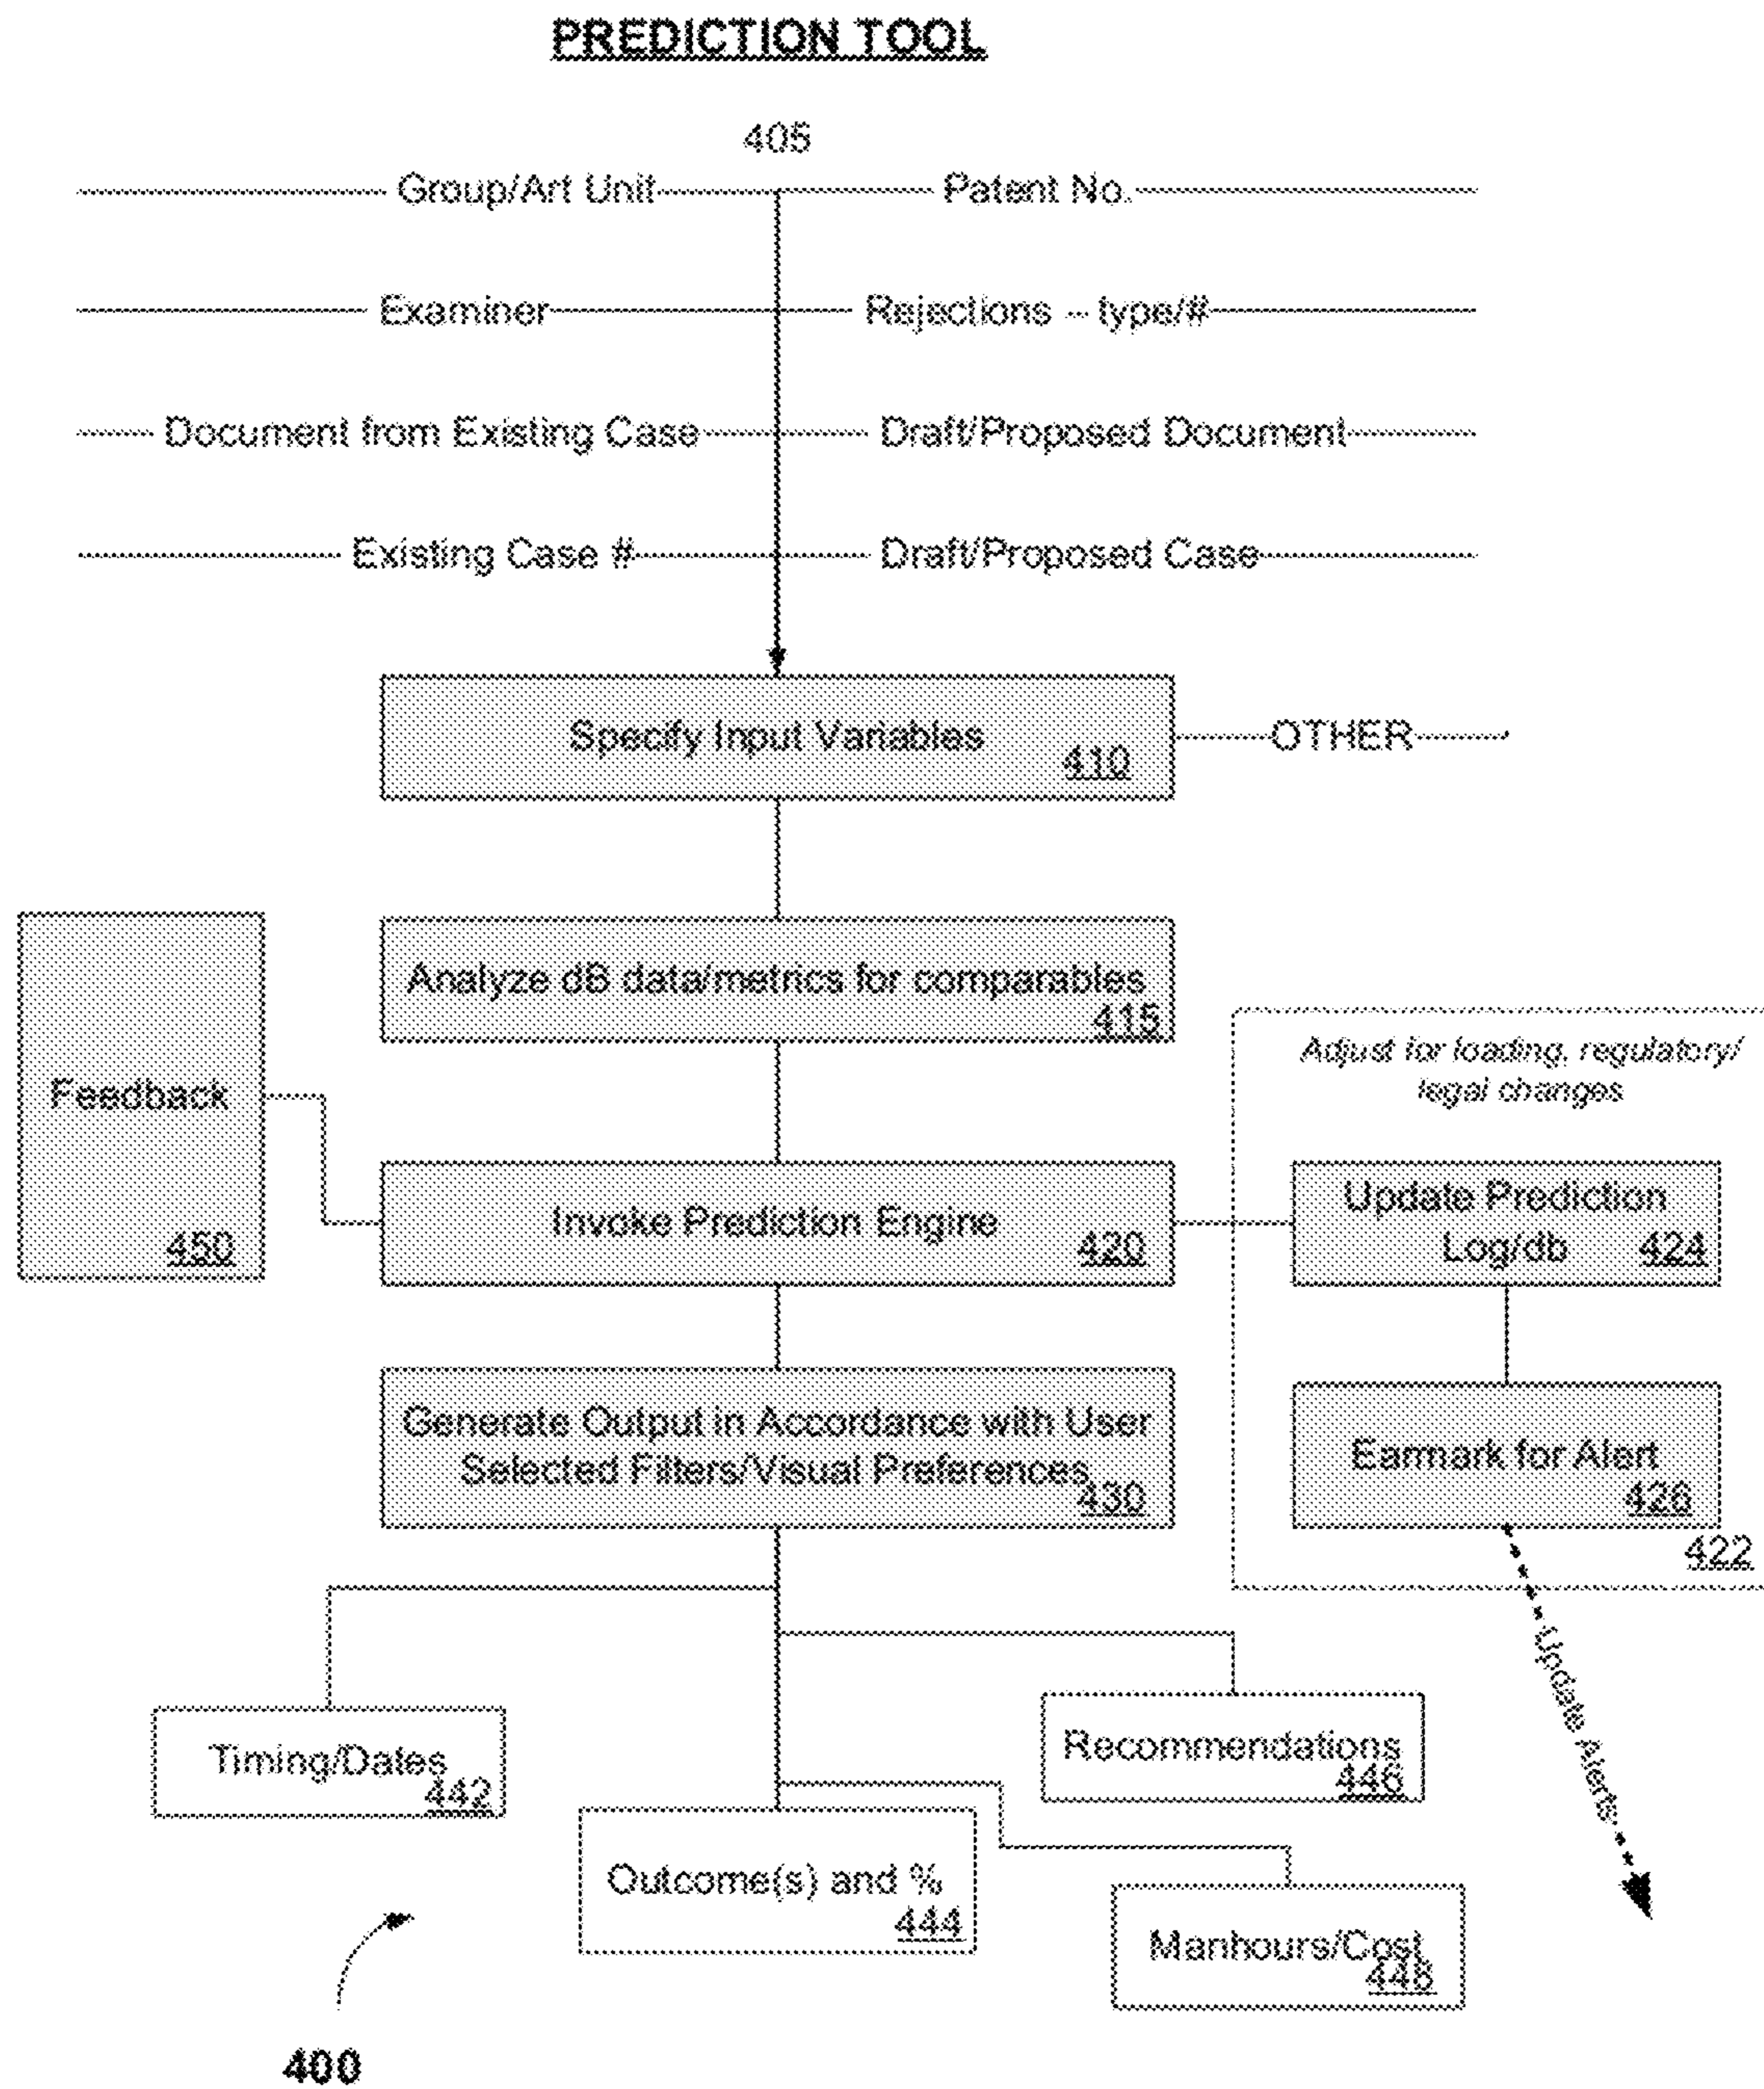 PREDICTION TOOL
405
Group/Art Unit
Patent No.
Examiner
Rejections - type/#
Document from Existing Case
Draft/Proposed Document
Existing Case #
Draft/Proposed Case
Specify Input Variables
410
OTHER
Analyze dB data/metrics for comparables
415
Feedback
450
Adjust for loading, regulatory/
legal changes
Invoke Prediction Engine
420
Update Prediction
Log/db 424
Generate Output in Accordance with User
Selected Filters/Visual Preferences
430
Earmark for Alert
426
422
Update Alerts
Timing/Dates
442
Recommendations
446
Outcome(s) and %
444
Manhours/Cost
448
400